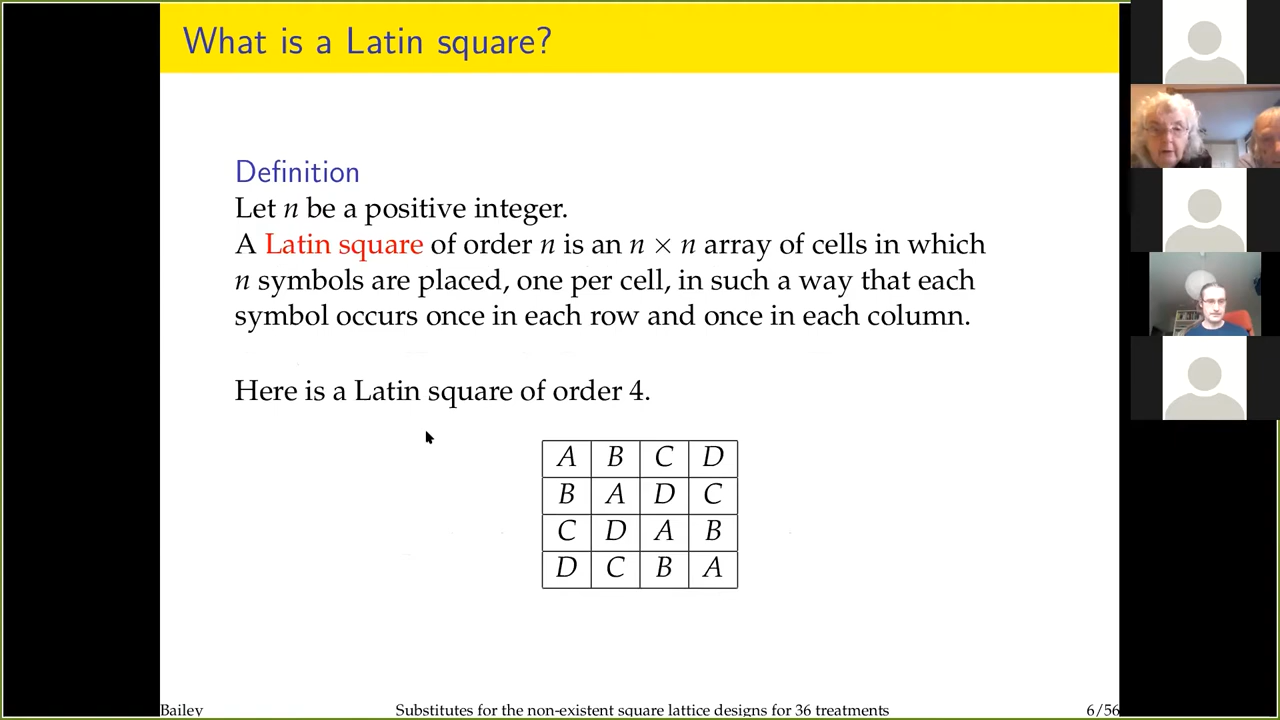 What is a Latin square?
Definition
Let n be a positive integer.
A Latin square of order n is an n × n array of cells in which
n symbols are placed, one per cell, in such a way that each
symbol occurs once in each row and once in each column.
Here is a Latin square of order 4.
A B C D
B A D C
C D A B
D C B A
Bailey Substitutes for the non-existent square lattice designs for 36 treatments 6/56